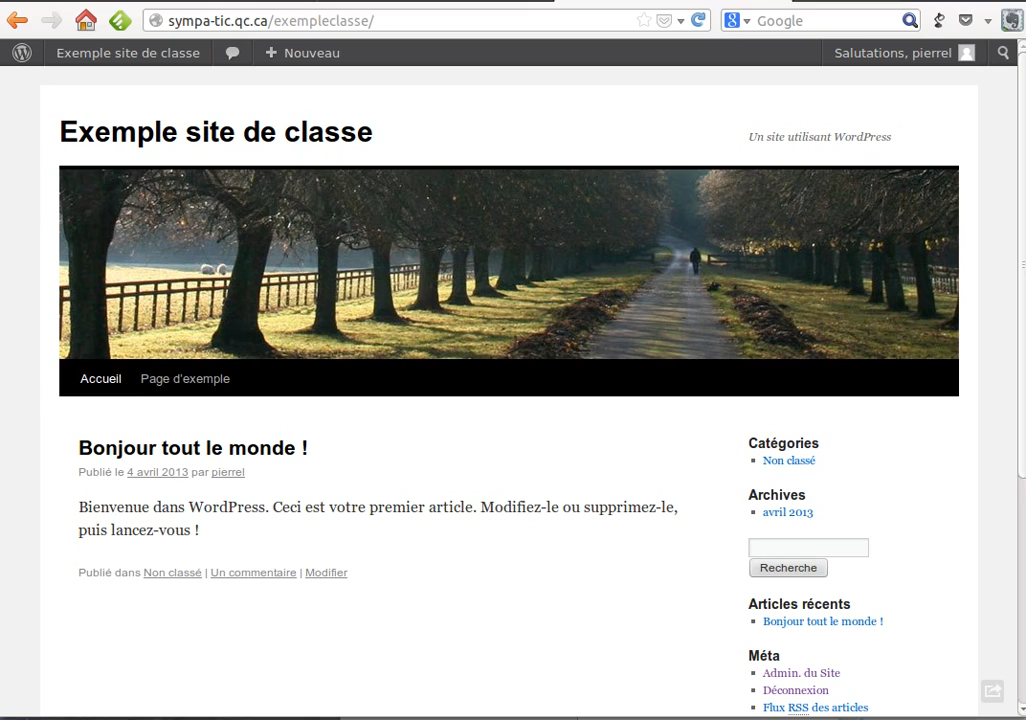 sympa-tic.qc.ca/exempleclasse/
Google
Exemple site de classe
Nouveau
Salutations, pierrel
Exemple site de classe
Un site utilisant WordPress
Accueil
Page d'exemple
Bonjour tout le monde !
Publié le 4 avril 2013 par pierrel
Bienvenue dans WordPress. Ceci est votre premier article. Modifiez-le ou supprimez-le,
puis lancez-vous !
Publié dans Non classé | Un commentaire | Modifier
Catégories
Non classé
Archives
avril 2013
Recherche
Articles récents
Bonjour tout le monde !
Méta
Admin. du Site
Déconnexion
Flux RSS des articles